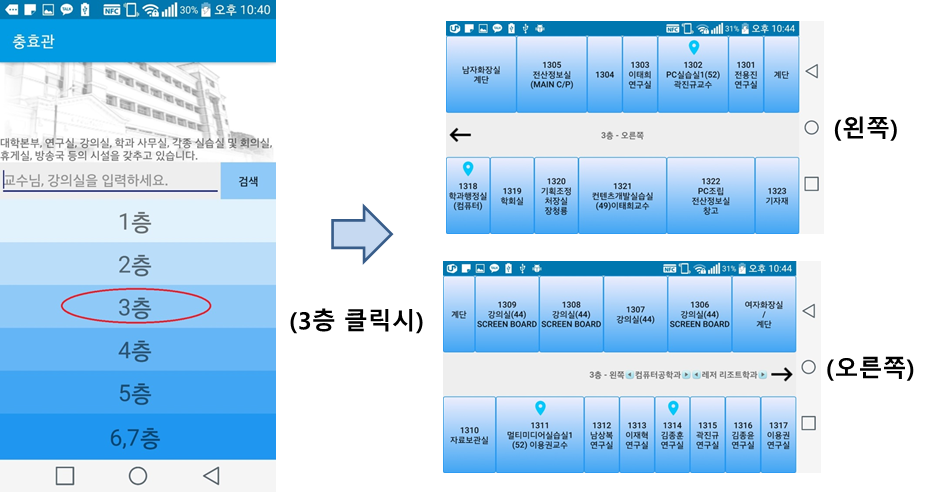 NFC 30% 오후 10:40
충효관
대학본부, 연구실, 강의실, 학과 사무실, 각종 실습실 및 회의실,
휴게실, 방송국 등의 시설을 갖추고 있습니다.
교수님, 강의실을 입력하세요.
검색
1층
2층
3층
4층
5층
6,7층
(3층 클릭시)
NFC 31% 오후 10:44
남자화장실
계단
1305
전산정보실
(MAIN C/P)
1304
1303
이태희
연구실
1302
PC실습실1(52)
곽진규교수
1301
전용진
연구실
계단
3층 - 오른쪽
1318
학과행정실
(컴퓨터)
1319
학회실
1320
기획조정
처장실
장청룡
1321
컨텐츠개발실습실
(49)이태희교수
1322
PC조립
전산정보실
창고
1323
기자재
(왼쪽)
NFC 31% 오후 10:44
계단
1309
강의실(44)
SCREEN BOARD
1308
강의실(44)
SCREEN BOARD
1307
강의실(44)
1306
강의실(44)
SCREEN BOARD
여자화장실
/
계단
3층 - 왼쪽 컴퓨터공학과 레저 리조트학과
1310
자료보관실
1311
멀티미디어실습실1
(52) 이용권교수
1312
남상복
연구실
1313
이재혁
연구실
1314
김종훈
연구실
1315
곽진규
연구실
1316
김종윤
연구실
1317
이용권
연구실
(오른쪽)